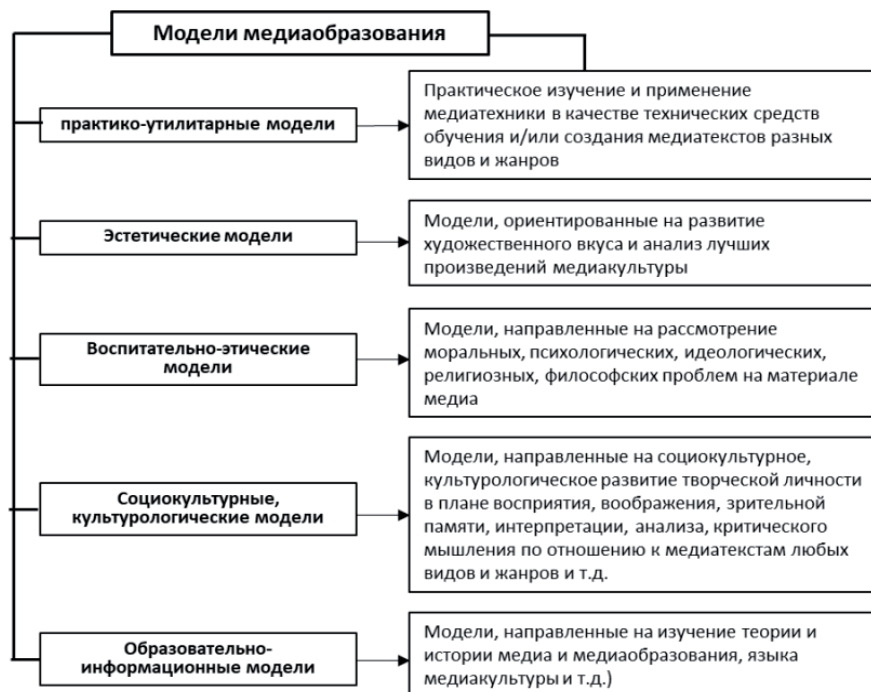 Модели медиаобразования
практико-утилитарные модели
Практическое изучение и применение
медиатехники в качестве технических средств
обучения и/или создания медиатекстов разных
видов и жанров
Эстетические модели
Модели, ориентированные на развитие
художественного вкуса и анализ лучших
произведений медиакультуры
Воспитательно-этические
модели
Модели, направленные на рассмотрение
моральных, психологических, идеологических,
религиозных, философских проблем на материале
медиа
Социокультурные,
культурологические модели
Модели, направленные на социокультурное,
культурологическое развитие творческой личности
в плане восприятия, воображения, зрительной
памяти, интерпретации, анализа, критического
мышления по отношению к медиатекстам любых
видов и жанров и т.д.
Образовательно-
информационные модели
Модели, направленные на изучение теории и
истории медиа и медиаобразования, языка
медиакультуры и т.д.)